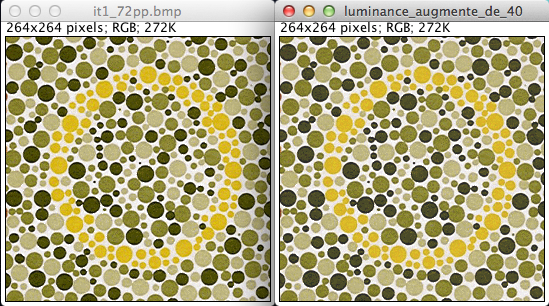 it1_72pp.bmp
264x264 pixels; RGB; 272K
luminance_augmente_de_40
264x264 pixels; RGB; 272K